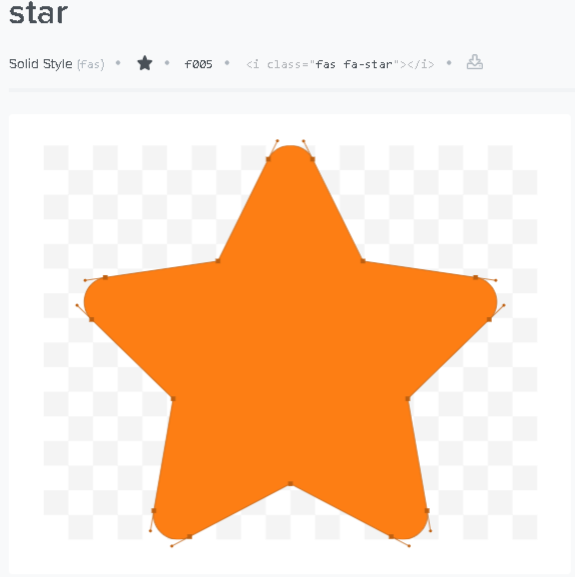 star
Solid Style (fas) • • f005 • <i class="fas fa-star"></i> •